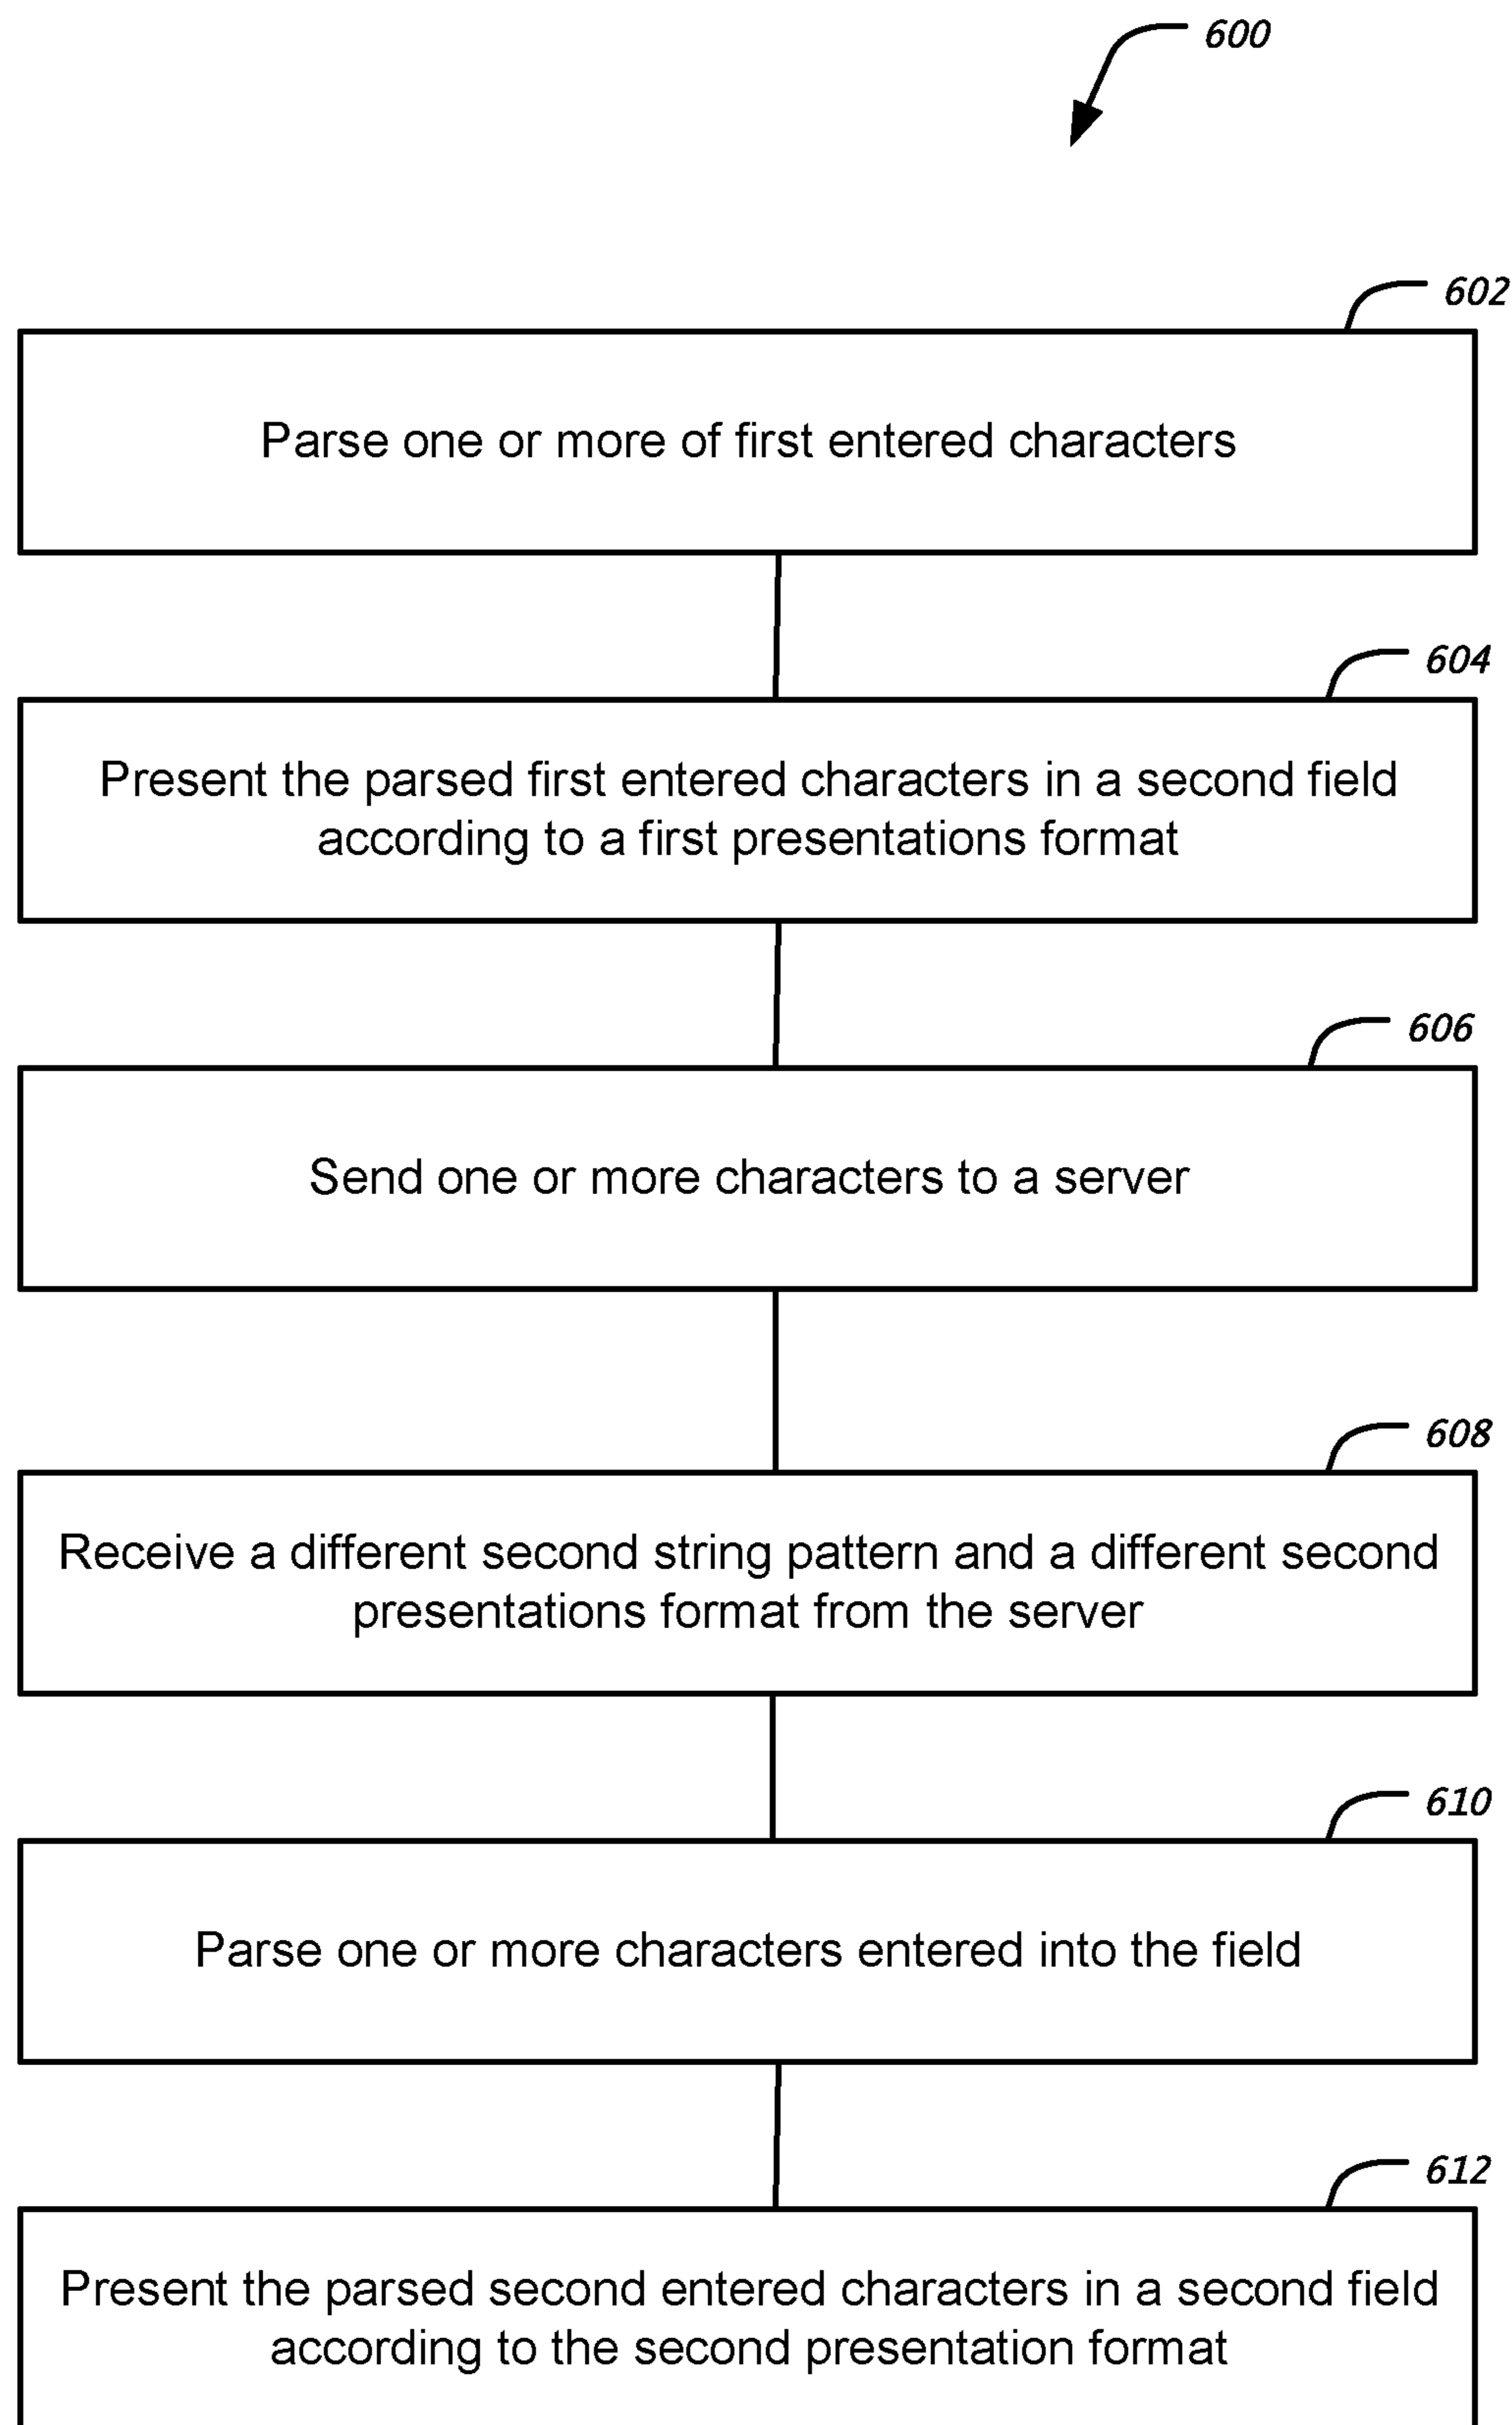 600
602
Parse one or more of first entered characters
604
Present the parsed first entered characters in a second field
according to a first presentations format
606
Send one or more characters to a server
608
Receive a different second string pattern and a different second
presentations format from the server
610
Parse one or more characters entered into the field
612
Present the parsed second entered characters in a second field
according to the second presentation format